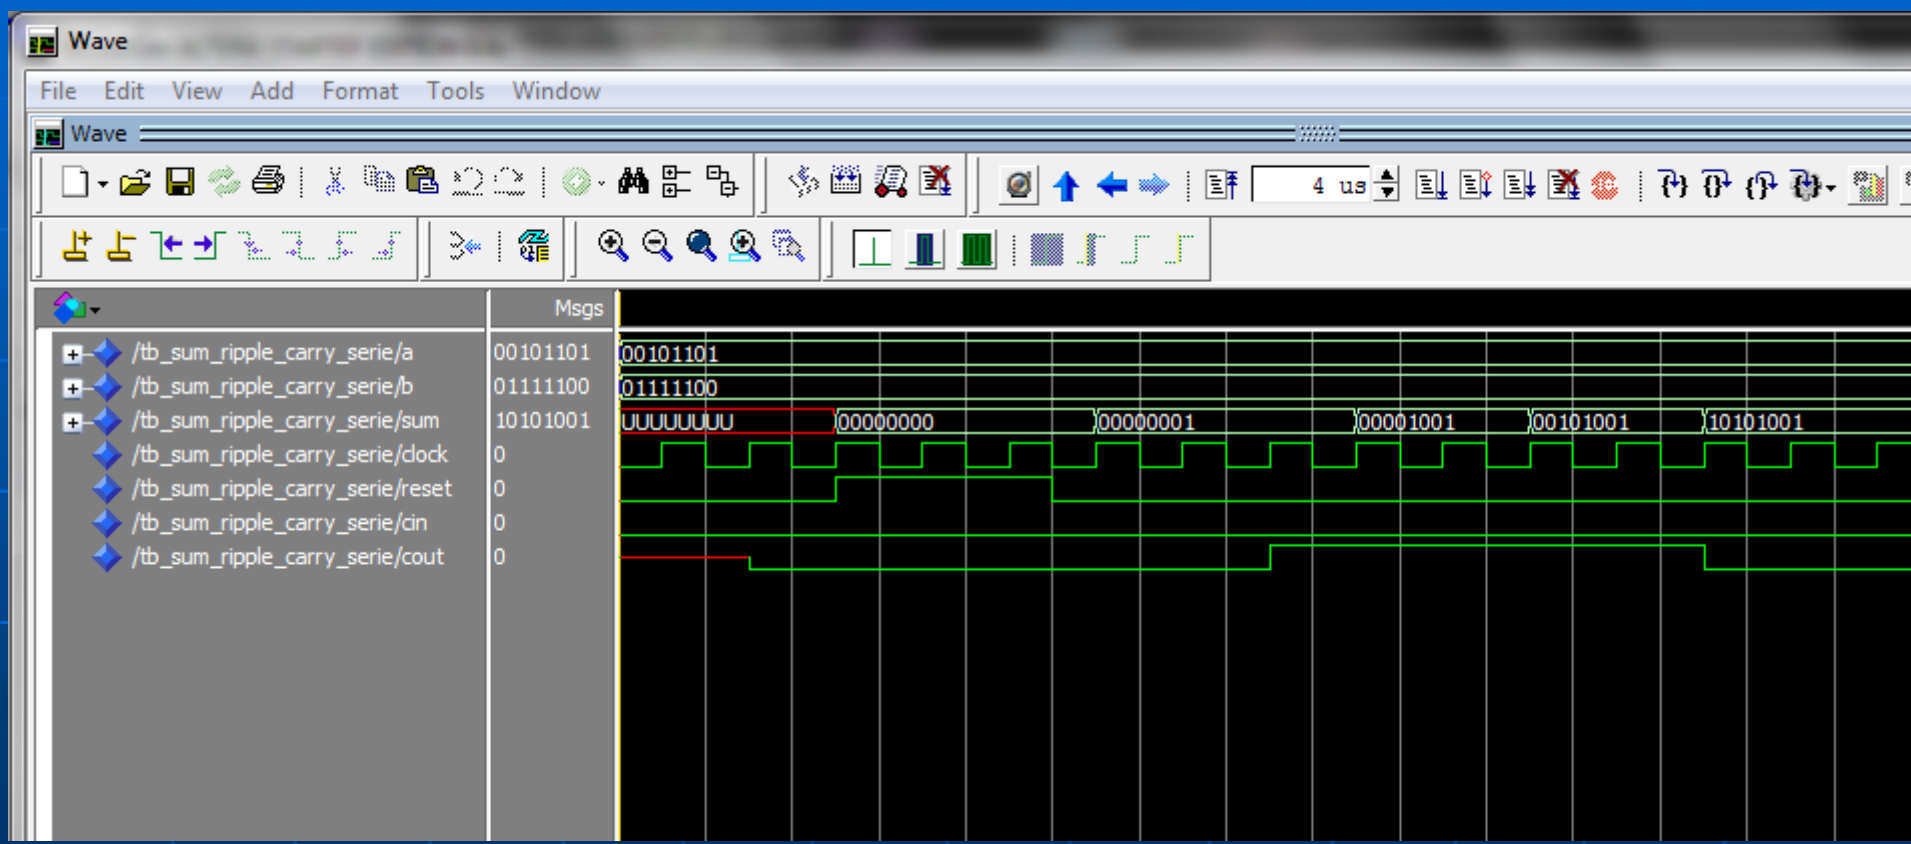 Wave
File Edit View Add Format Tools Window
Wave
4 us
Msgs
/tb_sum_ripple_carry_serie/a 00101101 00101101
/tb_sum_ripple_carry_serie/b 01111100 01111100
/tb_sum_ripple_carry_serie/sum 10101001 UUUUUUUU 00000000 00000001 00001001 00101001 10101001
/tb_sum_ripple_carry_serie/clock 0
/tb_sum_ripple_carry_serie/reset 0
/tb_sum_ripple_carry_serie/cin 0
/tb_sum_ripple_carry_serie/cout 0